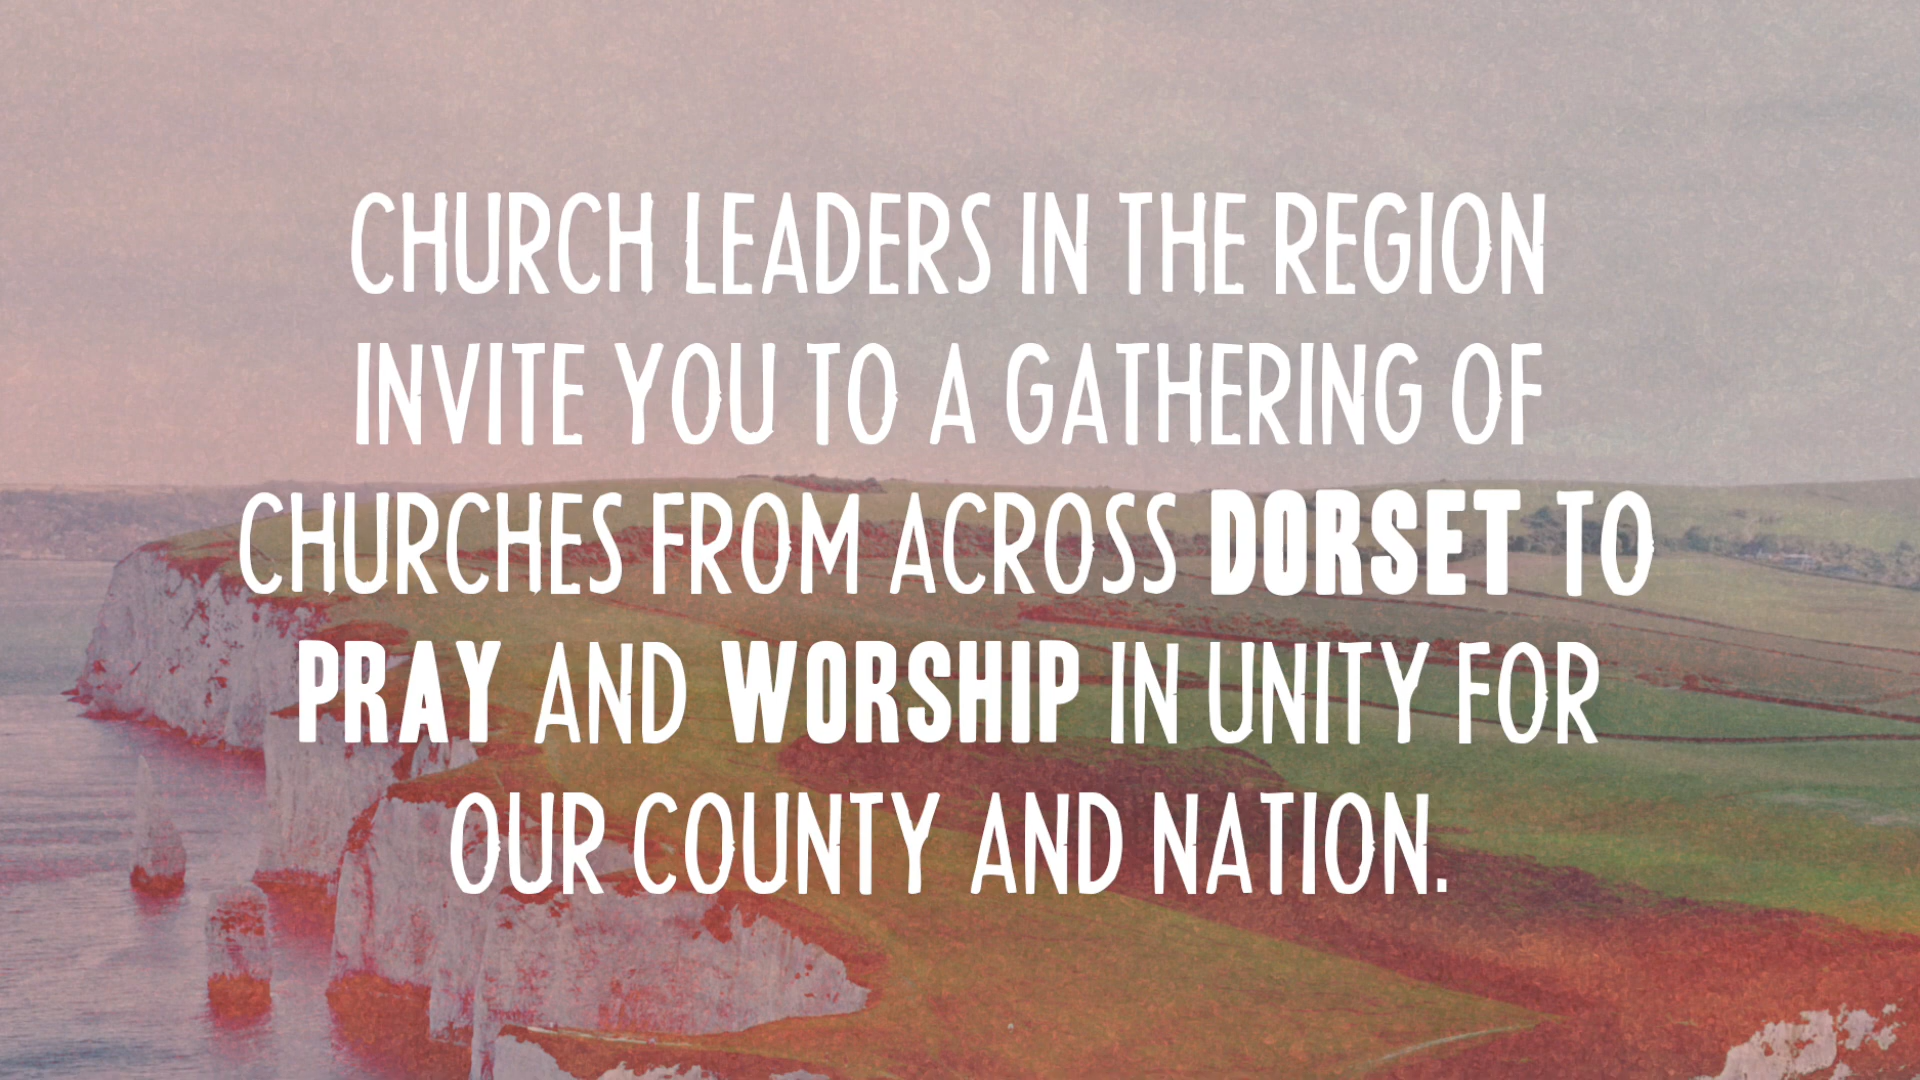 CHURCH LEADERS IN THE REGION
INVITE YOU TO A GATHERING OF
CHURCHES FROM ACROSS DORSET TO
PRAY AND WORSHIP IN UNITY FOR
OUR COUNTY AND NATION.